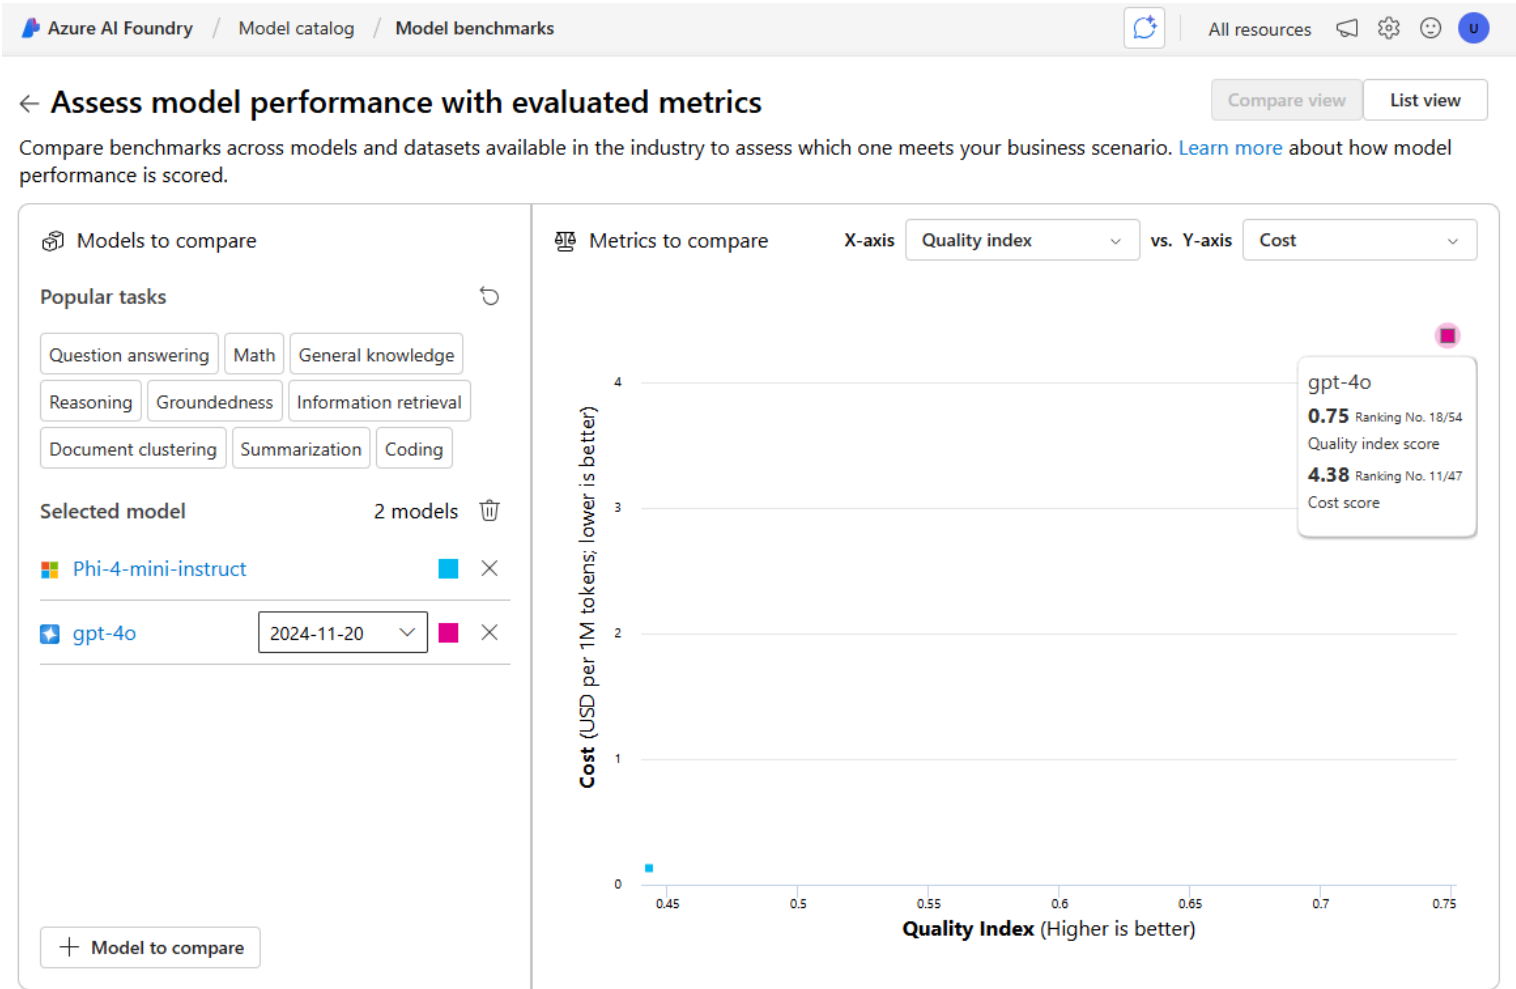 Azure AI Foundry / Model catalog / Model benchmarks
All resources
U
Assess model performance with evaluated metrics
Compare view
List view
Compare benchmarks across models and datasets available in the industry to assess which one meets your business scenario. Learn more about how model
performance is scored.
Models to compare
Popular tasks
Question answering
Math
General knowledge
Reasoning
Groundedness
Information retrieval
Document clustering
Summarization
Coding
Selected model
2 models
Phi-4-mini-instruct
gpt-4o
2024-11-20
Model to compare
Metrics to compare
X-axis
Quality index
vs. Y-axis
Cost
Cost (USD per 1M tokens; lower is better)
4
3
2
1
0
gpt-4o
0.75 Ranking No. 18/54
Quality index score
4.38 Ranking No. 11/47
Cost score
0.45
0.5
0.55
0.6
0.65
0.7
0.75
Quality Index (Higher is better)